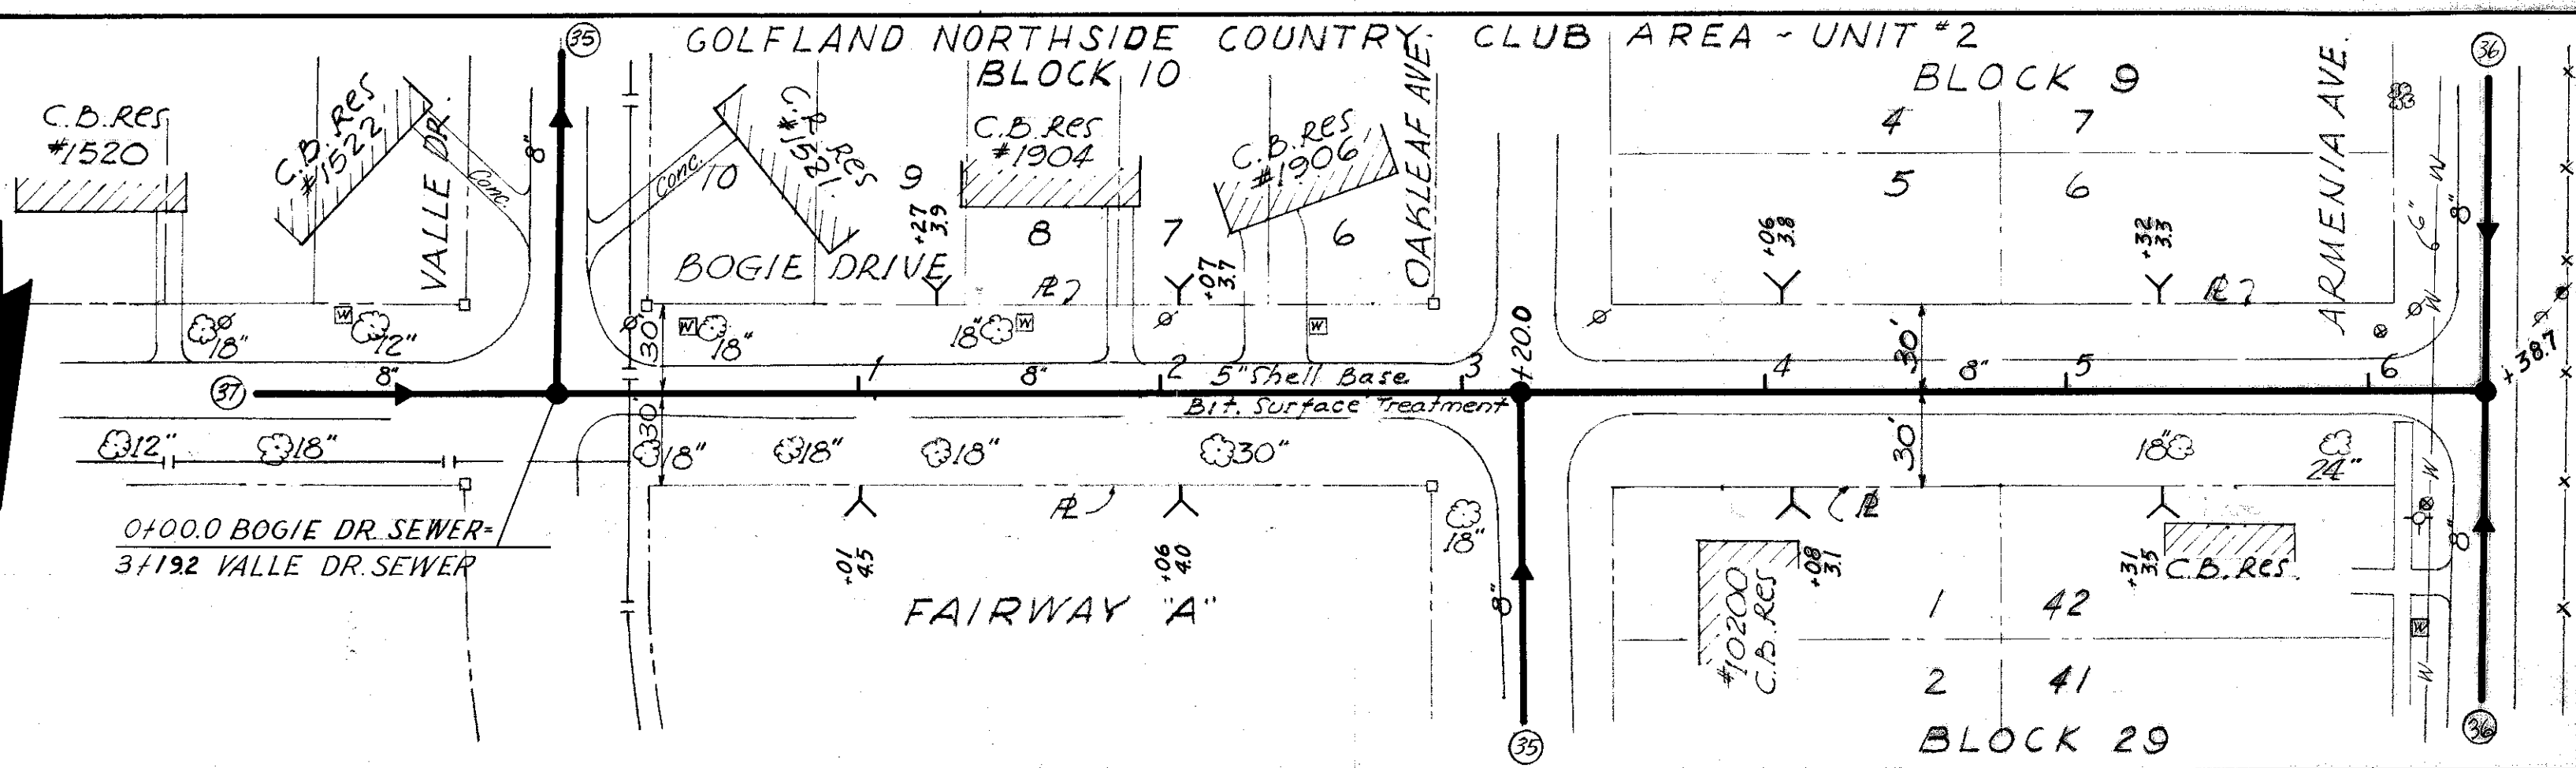 GOLFLAND NORTHSIDE COUNTRY CLUB AREA - UNIT #2
35
36
BLOCK 10
BLOCK 9
C.B. Res
#1520
C.B. Res
#1522
VALLE DR.
8"
Conc.
Conc.
10
C.B. Res
#1521
9
C.B. Res
#1904
8
7
C.B. Res
#1906
6
OAKLEAF AVE.
4
7
5
6
ARMENIA AVE.
W
6"
W
6"
W
8"
BOGIE DRIVE
+27
3.9
+07
3.7
+06
3.8
+32
3.3
PL
PL
W
W
W
W
18"
12"
18"
18"
30'
30'
+20.0
+38.7
37
8"
1
8"
2
5" Shell Base
3
4
8"
5
6
Bit. Surface Treatment
30'
30'
12"
18"
18"
18"
18"
30"
18"
18"
24"
W
PL
PL
0+00.0 BOGIE DR. SEWER=
3+19.2 VALLE DR. SEWER
+01
4.5
+06
4.0
+08
3.1
+31
3.5
C.B. Res.
#10200
C.B. Res
FAIRWAY "A"
8"
8"
1
42
W
2
41
W
35
BLOCK 29
36